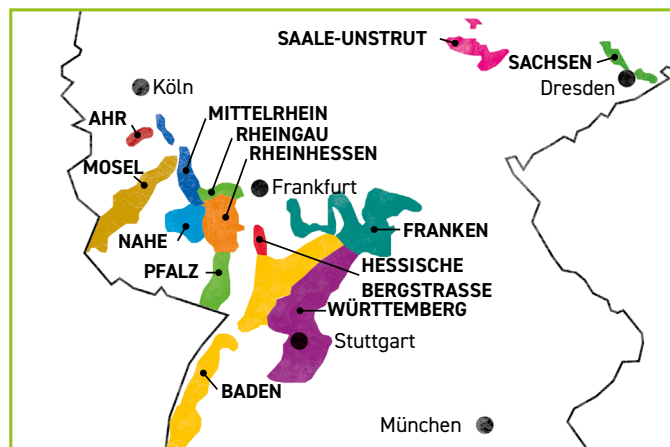 SAALE-UNSTRUT
SACHSEN
Dresden
Köln
AHR
MITTELRHEIN
RHEINGAU
RHEINHESSEN
MOSEL
Frankfurt
NAHE
FRANKEN
PFALZ
HESSISCHE
BERGSTRASSE
WÜRTTEMBERG
Stuttgart
BADEN
München